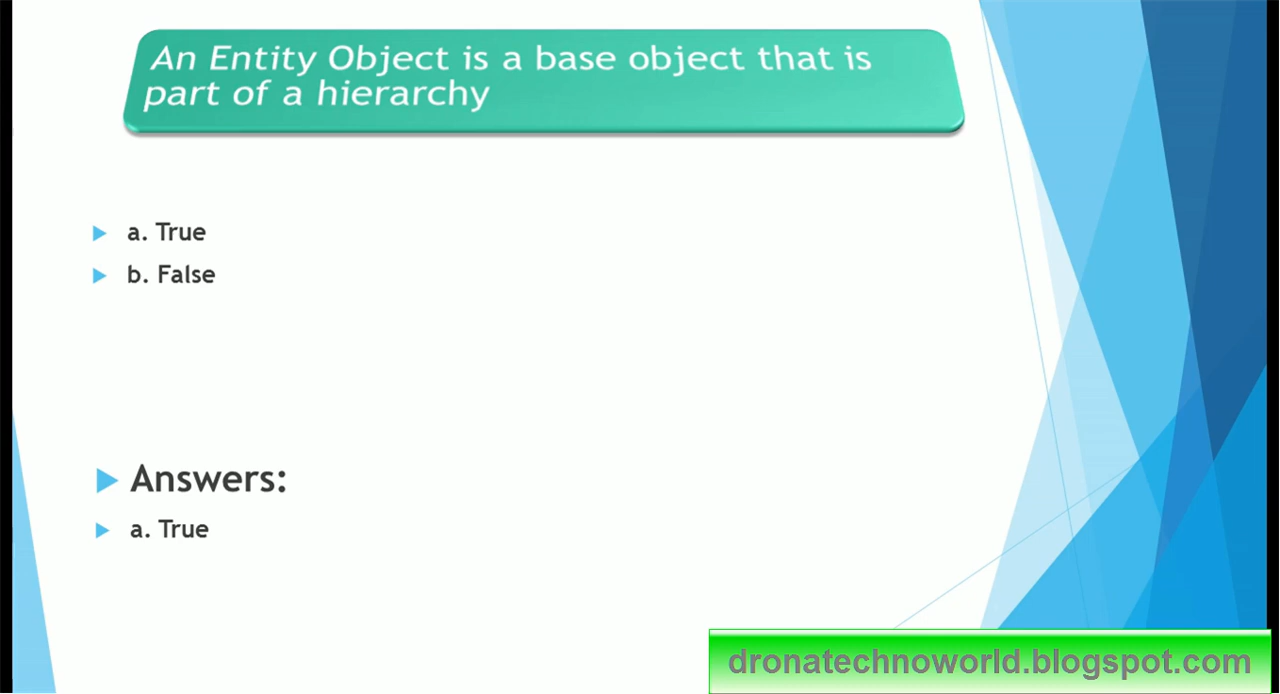 An Entity Object is a base object that is
part of a hierarchy
a. True
b. False
Answers:
a. True
dronatechnoworld.blogspot.com